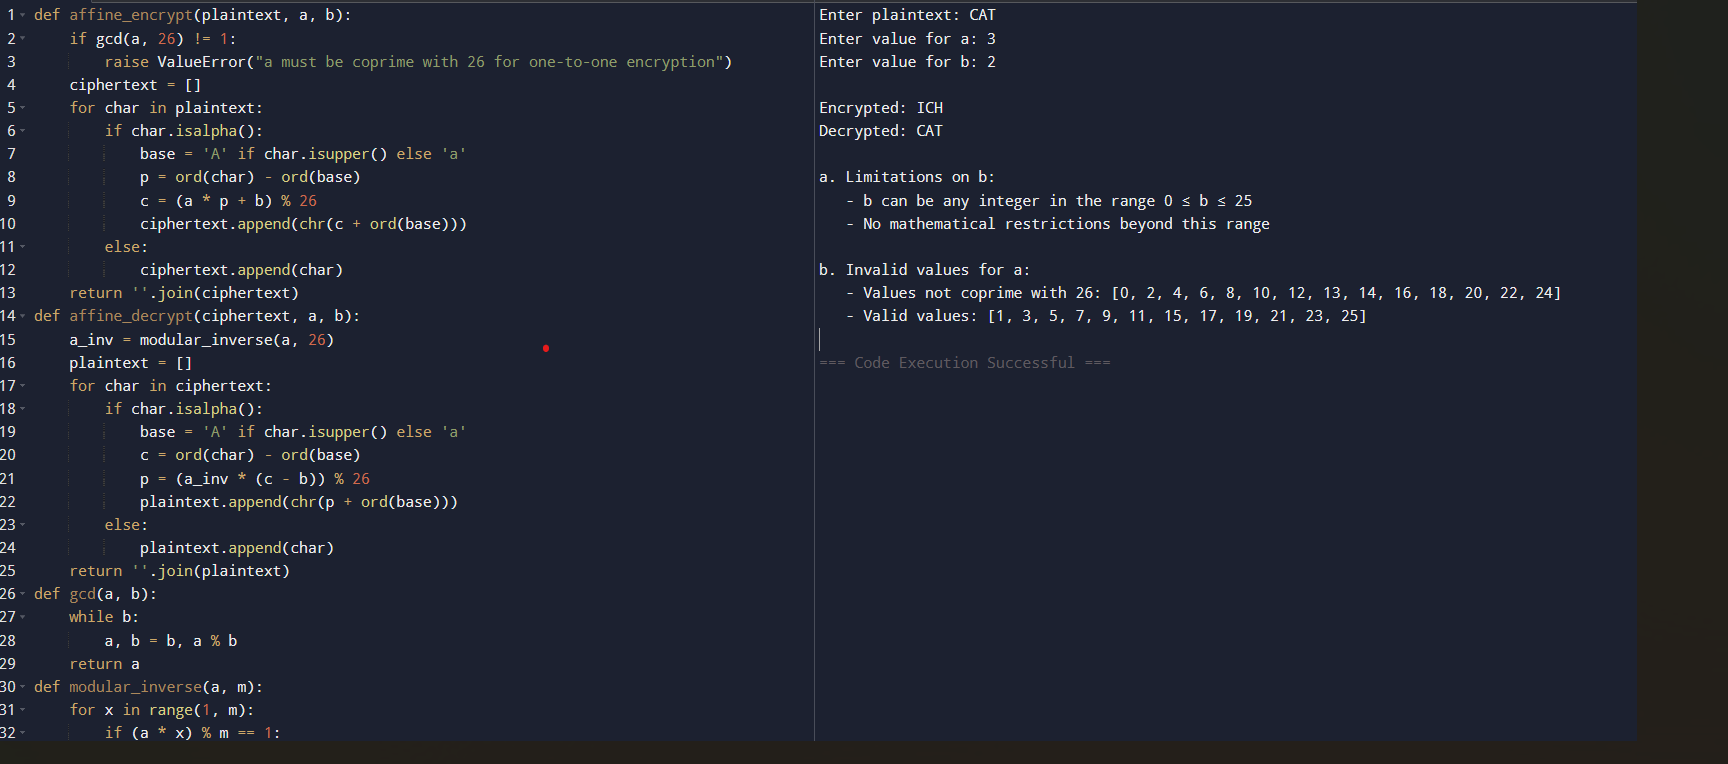 1 def affine_encrypt(plaintext, a, b):
2     if gcd(a, 26) != 1:
3         raise ValueError("a must be coprime with 26 for one-to-one encryption")
4     ciphertext = []
5     for char in plaintext:
6         if char.isalpha():
7             base = 'A' if char.isupper() else 'a'
8             p = ord(char) - ord(base)
9             c = (a * p + b) % 26
10             ciphertext.append(chr(c + ord(base)))
11         else:
12             ciphertext.append(char)
13     return ''.join(ciphertext)
14 def affine_decrypt(ciphertext, a, b):
15     a_inv = modular_inverse(a, 26)
16     plaintext = []
17     for char in ciphertext:
18         if char.isalpha():
19             base = 'A' if char.isupper() else 'a'
20             c = ord(char) - ord(base)
21             p = (a_inv * (c - b)) % 26
22             plaintext.append(chr(p + ord(base)))
23         else:
24             plaintext.append(char)
25     return ''.join(plaintext)
26 def gcd(a, b):
27     while b:
28         a, b = b, a % b
29     return a
30 def modular_inverse(a, m):
31     for x in range(1, m):
32         if (a * x) % m == 1:
Enter plaintext: CAT
Enter value for a: 3
Enter value for b: 2
Encrypted: ICH
Decrypted: CAT
a. Limitations on b:
   - b can be any integer in the range 0 ≤ b ≤ 25
   - No mathematical restrictions beyond this range
b. Invalid values for a:
   - Values not coprime with 26: [0, 2, 4, 6, 8, 10, 12, 13, 14, 16, 18, 20, 22, 24]
   - Valid values: [1, 3, 5, 7, 9, 11, 15, 17, 19, 21, 23, 25]
=== Code Execution Successful ===